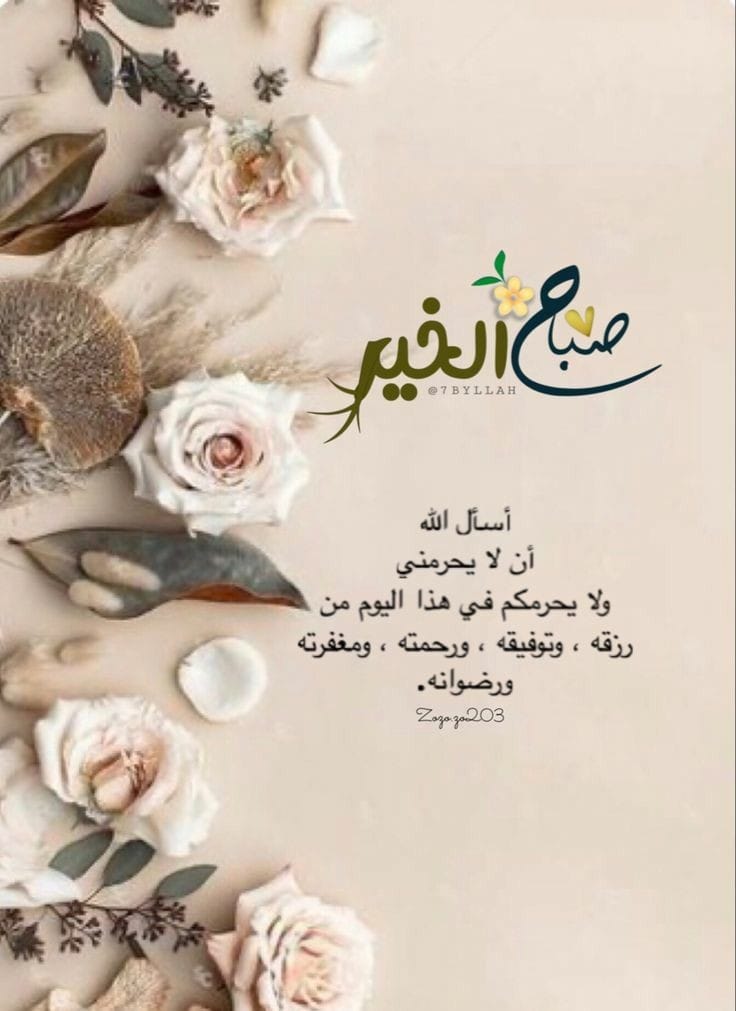 صباح الخير
@7BYLLAH
أسأل الله
أن لا يحرمني
ولا يحرمكم في هذا اليوم من
رزقه ، وتوفيقه ، ورحمته ، ومغفرته
ورضوانه.
Zozo.zo203